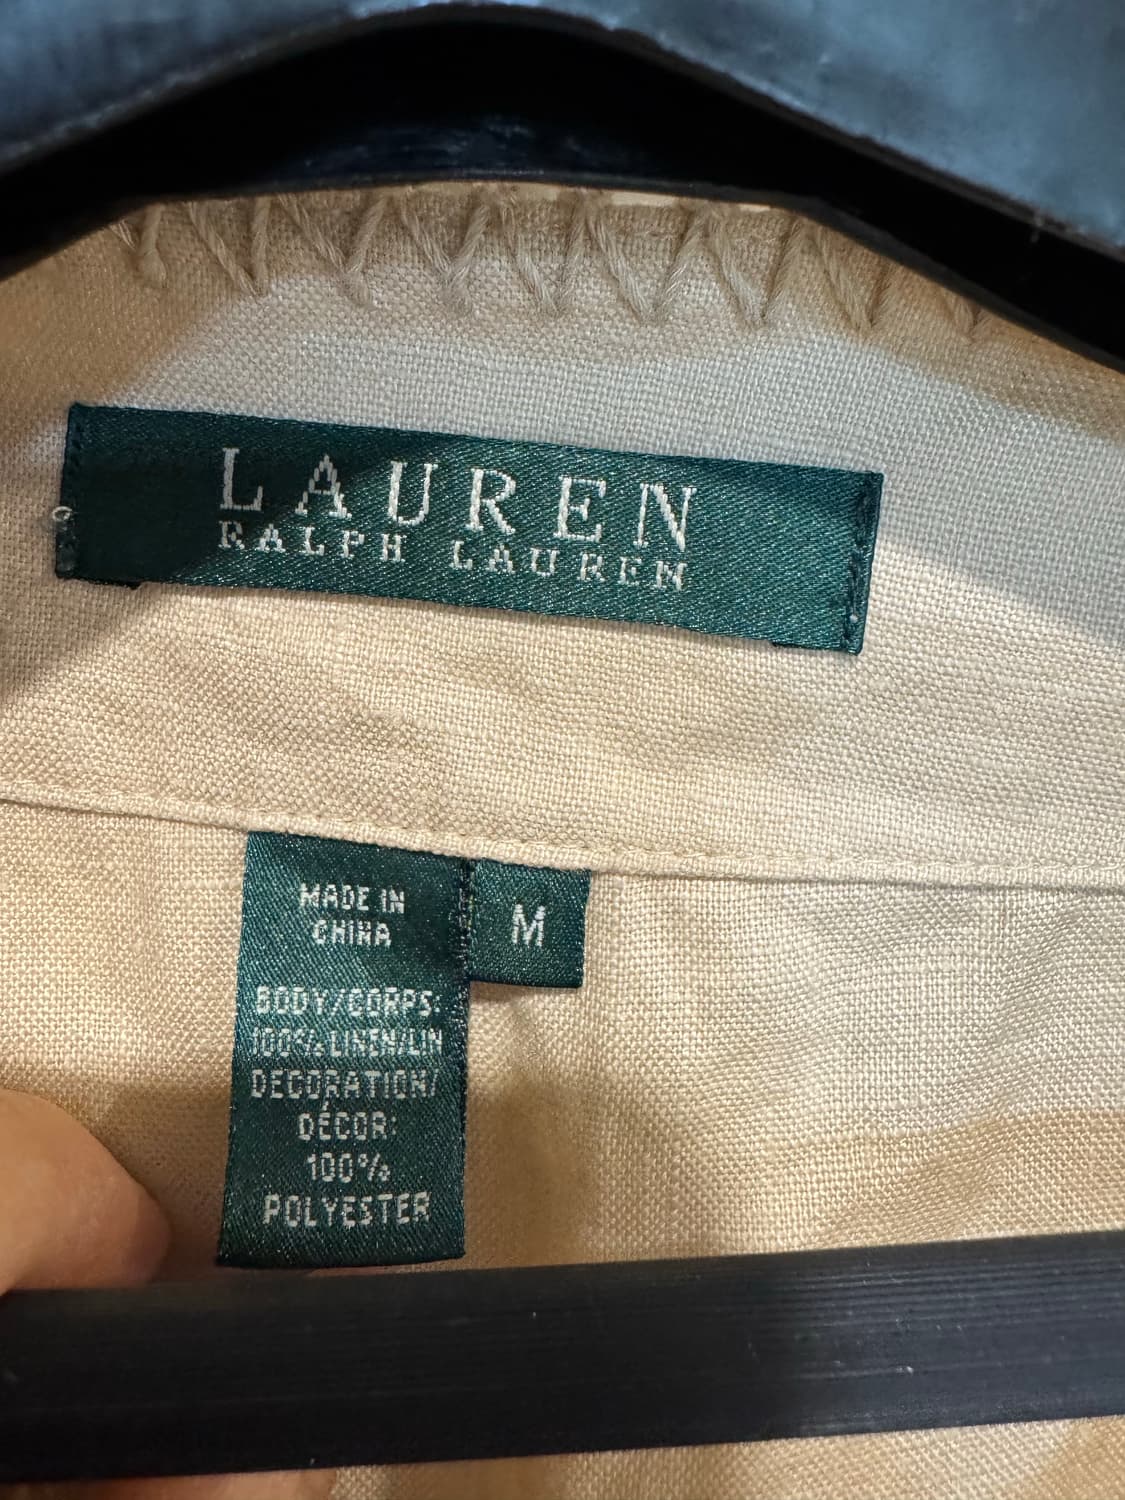 LAUREN
RALPH LAUREN
MADE IN
CHINA
M
BODY/CORPS:
100% LINEN/LIN
DECORATION/
DÉCOR:
100%
POLYESTER